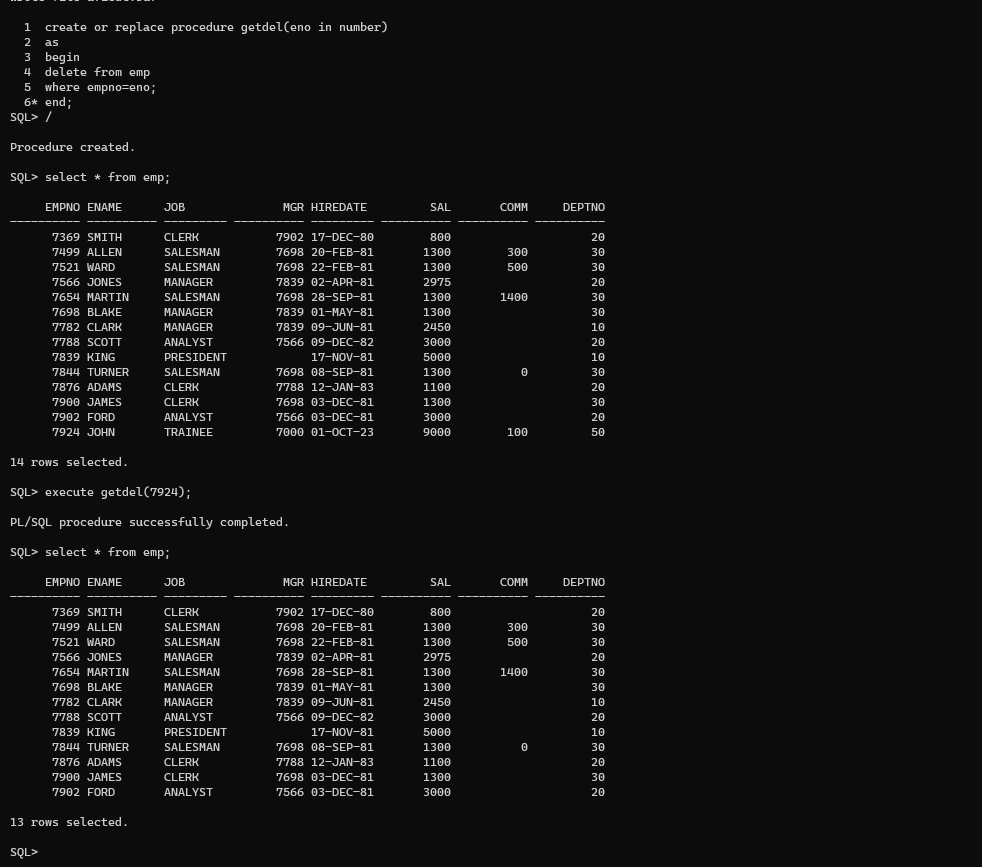 1  create or replace procedure getdel(eno in number)
2  as
3  begin
4  delete from emp
5  where empno=eno;
6* end;
SQL> /
Procedure created.
SQL> select * from emp;
EMPNO ENAME      JOB              MGR HIREDATE         SAL       COMM     DEPTNO
7369 SMITH      CLERK           7902 17-DEC-80        800                    20
7499 ALLEN      SALESMAN        7698 20-FEB-81       1300        300         30
7521 WARD       SALESMAN        7698 22-FEB-81       1300        500         30
7566 JONES      MANAGER         7839 02-APR-81       2975                    20
7654 MARTIN     SALESMAN        7698 28-SEP-81       1300       1400         30
7698 BLAKE      MANAGER         7839 01-MAY-81       1300                    30
7782 CLARK      MANAGER         7839 09-JUN-81       2450                    10
7788 SCOTT      ANALYST         7566 09-DEC-82       3000                    20
7839 KING       PRESIDENT            17-NOV-81       5000                    10
7844 TURNER     SALESMAN        7698 08-SEP-81       1300          0         30
7876 ADAMS      CLERK           7788 12-JAN-83       1100                    20
7900 JAMES      CLERK           7698 03-DEC-81       1300                    30
7902 FORD       ANALYST         7566 03-DEC-81       3000                    20
7924 JOHN       TRAINEE         7000 01-OCT-23       9000        100         50
14 rows selected.
SQL> execute getdel(7924);
PL/SQL procedure successfully completed.
SQL> select * from emp;
EMPNO ENAME      JOB              MGR HIREDATE         SAL       COMM     DEPTNO
7369 SMITH      CLERK           7902 17-DEC-80        800                    20
7499 ALLEN      SALESMAN        7698 20-FEB-81       1300        300         30
7521 WARD       SALESMAN        7698 22-FEB-81       1300        500         30
7566 JONES      MANAGER         7839 02-APR-81       2975                    20
7654 MARTIN     SALESMAN        7698 28-SEP-81       1300       1400         30
7698 BLAKE      MANAGER         7839 01-MAY-81       1300                    30
7782 CLARK      MANAGER         7839 09-JUN-81       2450                    10
7788 SCOTT      ANALYST         7566 09-DEC-82       3000                    20
7839 KING       PRESIDENT            17-NOV-81       5000                    10
7844 TURNER     SALESMAN        7698 08-SEP-81       1300          0         30
7876 ADAMS      CLERK           7788 12-JAN-83       1100                    20
7900 JAMES      CLERK           7698 03-DEC-81       1300                    30
7902 FORD       ANALYST         7566 03-DEC-81       3000                    20
13 rows selected.
SQL>